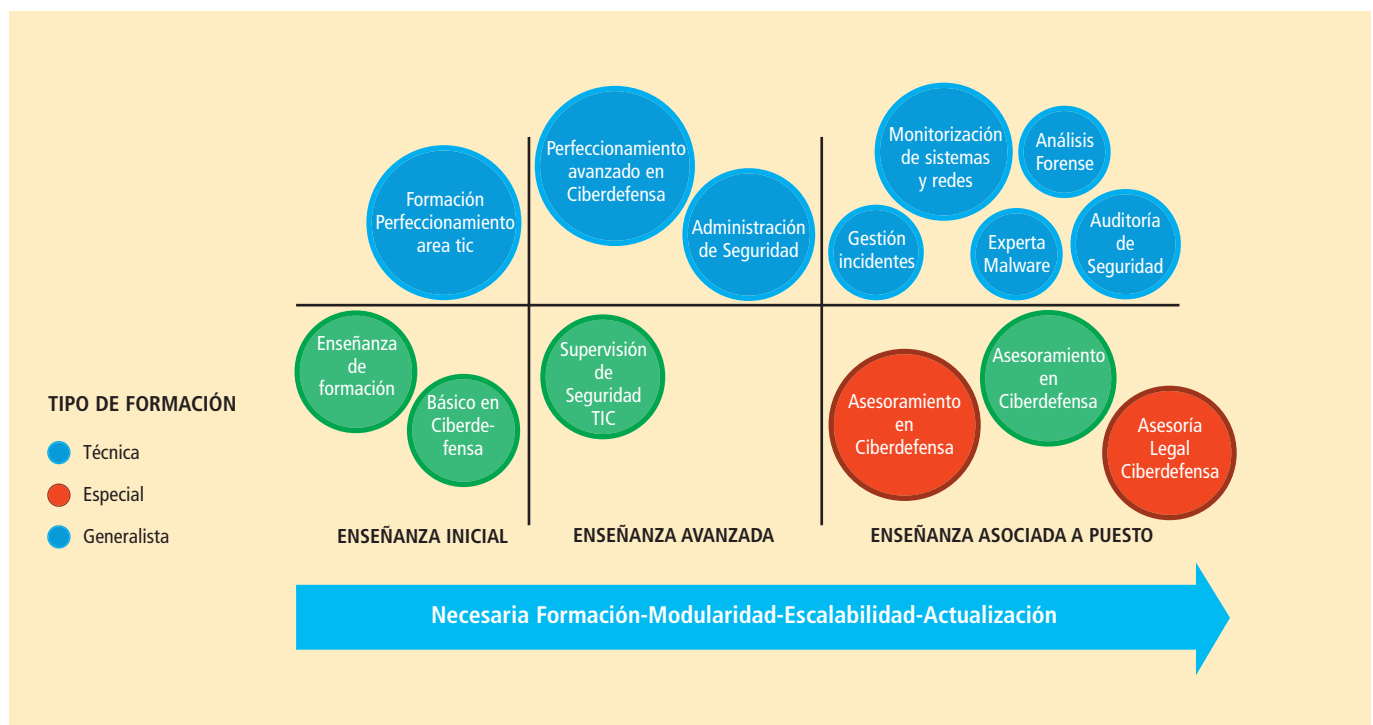 Formación
Perfeccionamiento
area tic
Perfeccionamiento
avanzado en
Ciberdefensa
Administración
de Seguridad
Monitorización
de sistemas
y redes
Análisis
Forense
Gestión
incidentes
Experta
Malware
Auditoría
de
Seguridad
Enseñanza
de
formación
Básico en
Ciberde-
fensa
Supervisión
de
Seguridad
TIC
Asesoramiento
en
Ciberdefensa
Asesoramiento
en
Ciberdefensa
Asesoría
Legal
Ciberdefensa
TIPO DE FORMACIÓN
Técnica
Especial
Generalista
ENSEÑANZA INICIAL
ENSEÑANZA AVANZADA
ENSEÑANZA ASOCIADA A PUESTO
Necesaria Formación-Modularidad-Escalabilidad-Actualización